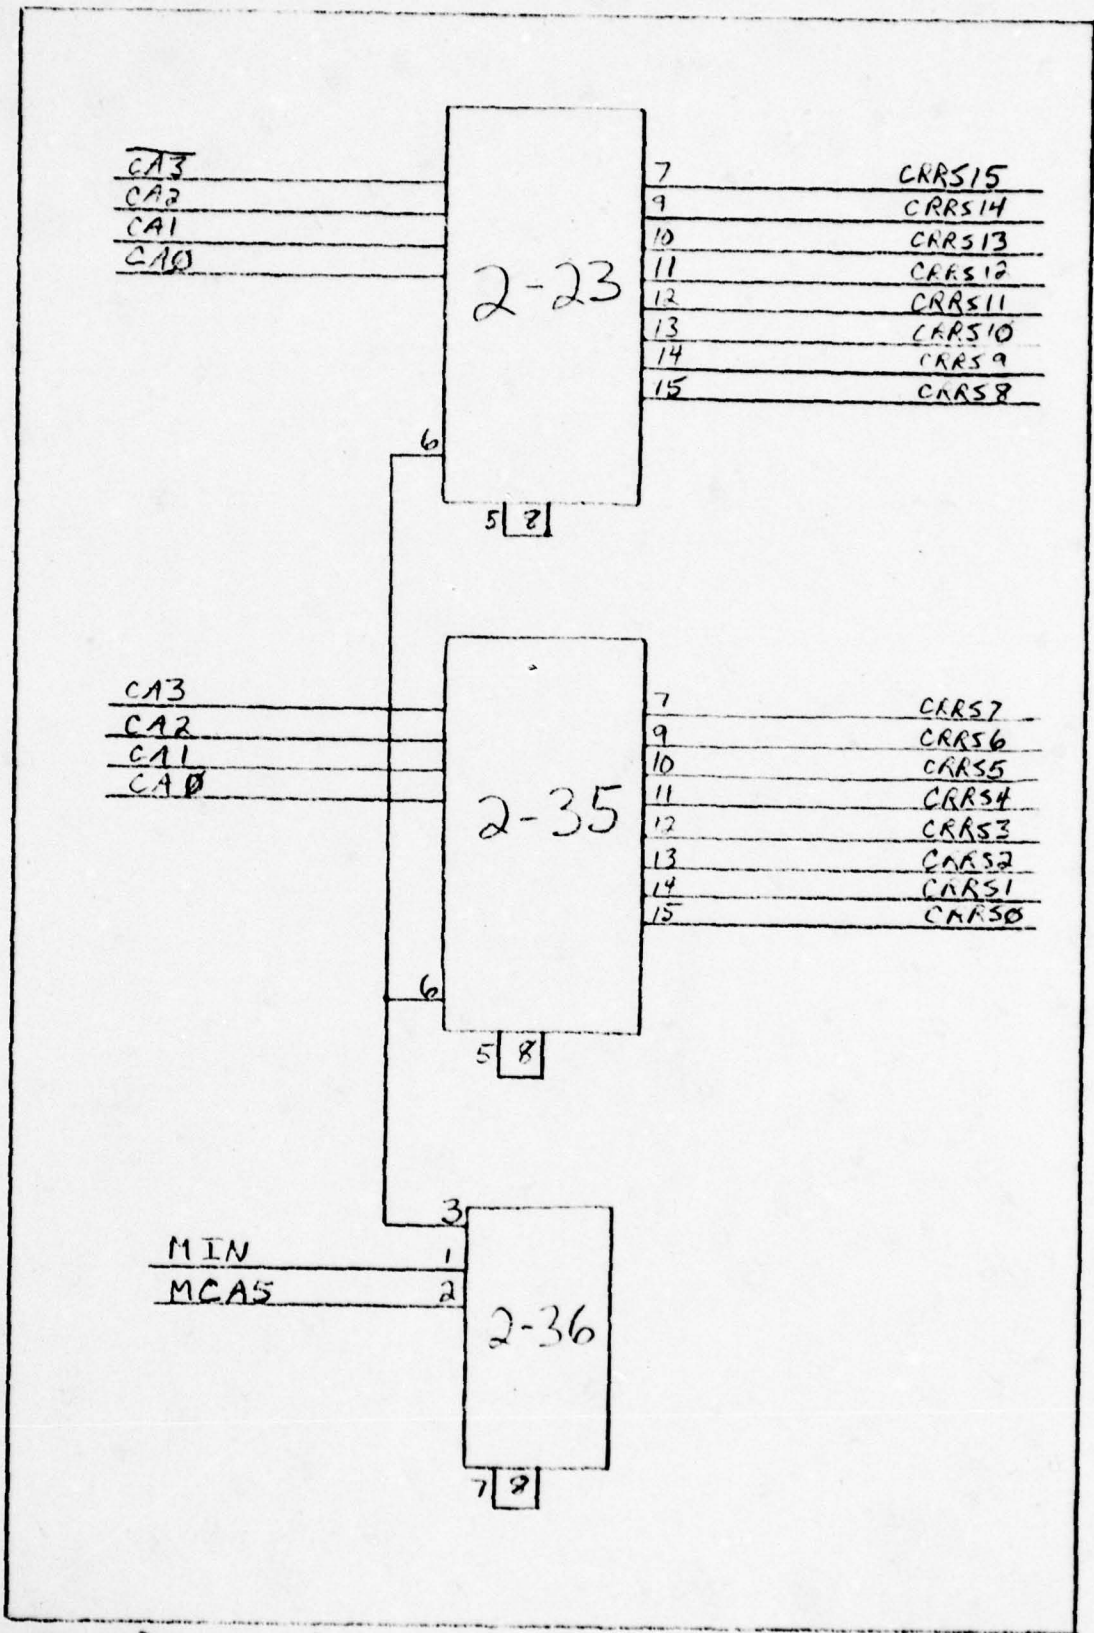 CA3 7 CRRS15
CA2 9 CRRS14
CA1 10 CRRS13
CAØ 11 CRRS12
2-23
12 CRRS11
13 CRRS10
14 CRRS9
15 CRRS8
6
5 8
CA3 7 CRRS7
CA2 9 CRRS6
CA1 10 CRRS5
CAØ 11 CRRS4
2-35
12 CRRS3
13 CRRS2
14 CRRS1
15 CRRSØ
6
5 8
3
MIN 1
MCA5 2
2-36
7 8